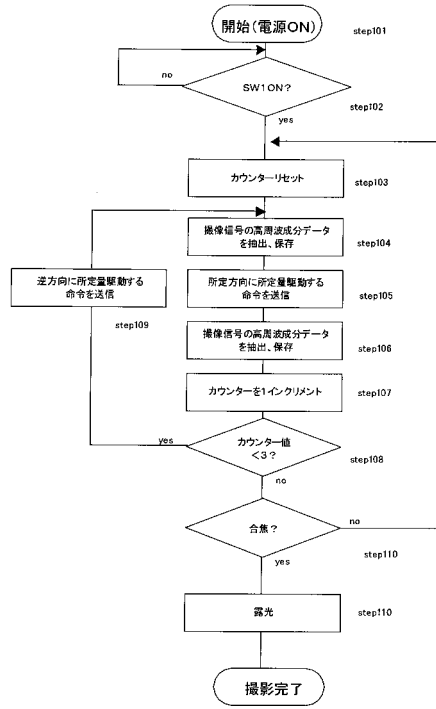 開始(電源ON)
step101
no
SW1ON?
step102
yes
カウンターリセット
step103
撮像信号の高周波成分データ
を抽出、保存
step104
逆方向に所定量駆動する
命令を送信
step109
所定方向に所定量駆動する
命令を送信
step105
撮像信号の高周波成分データ
を抽出、保存
step106
カウンターを1インクリメント
step107
yes
カウンター値
<3?
step108
no
合焦?
no
step110
yes
露光
step110
撮影完了